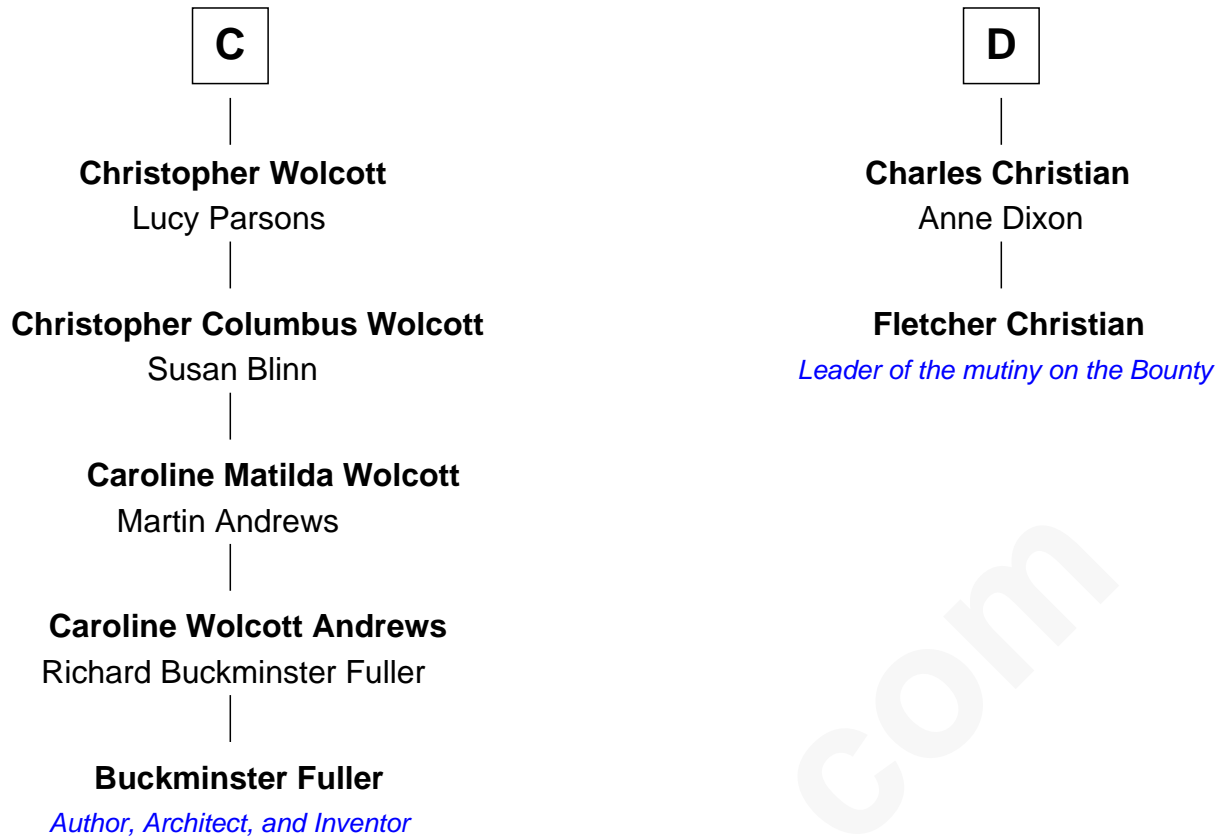 C
Christopher Wolcott
Lucy Parsons
Christopher Columbus Wolcott
Susan Blinn
Caroline Matilda Wolcott
Martin Andrews
Caroline Wolcott Andrews
Richard Buckminster Fuller
Buckminster Fuller
Author, Architect, and Inventor
D
Charles Christian
Anne Dixon
Fletcher Christian
Leader of the mutiny on the Bounty
com